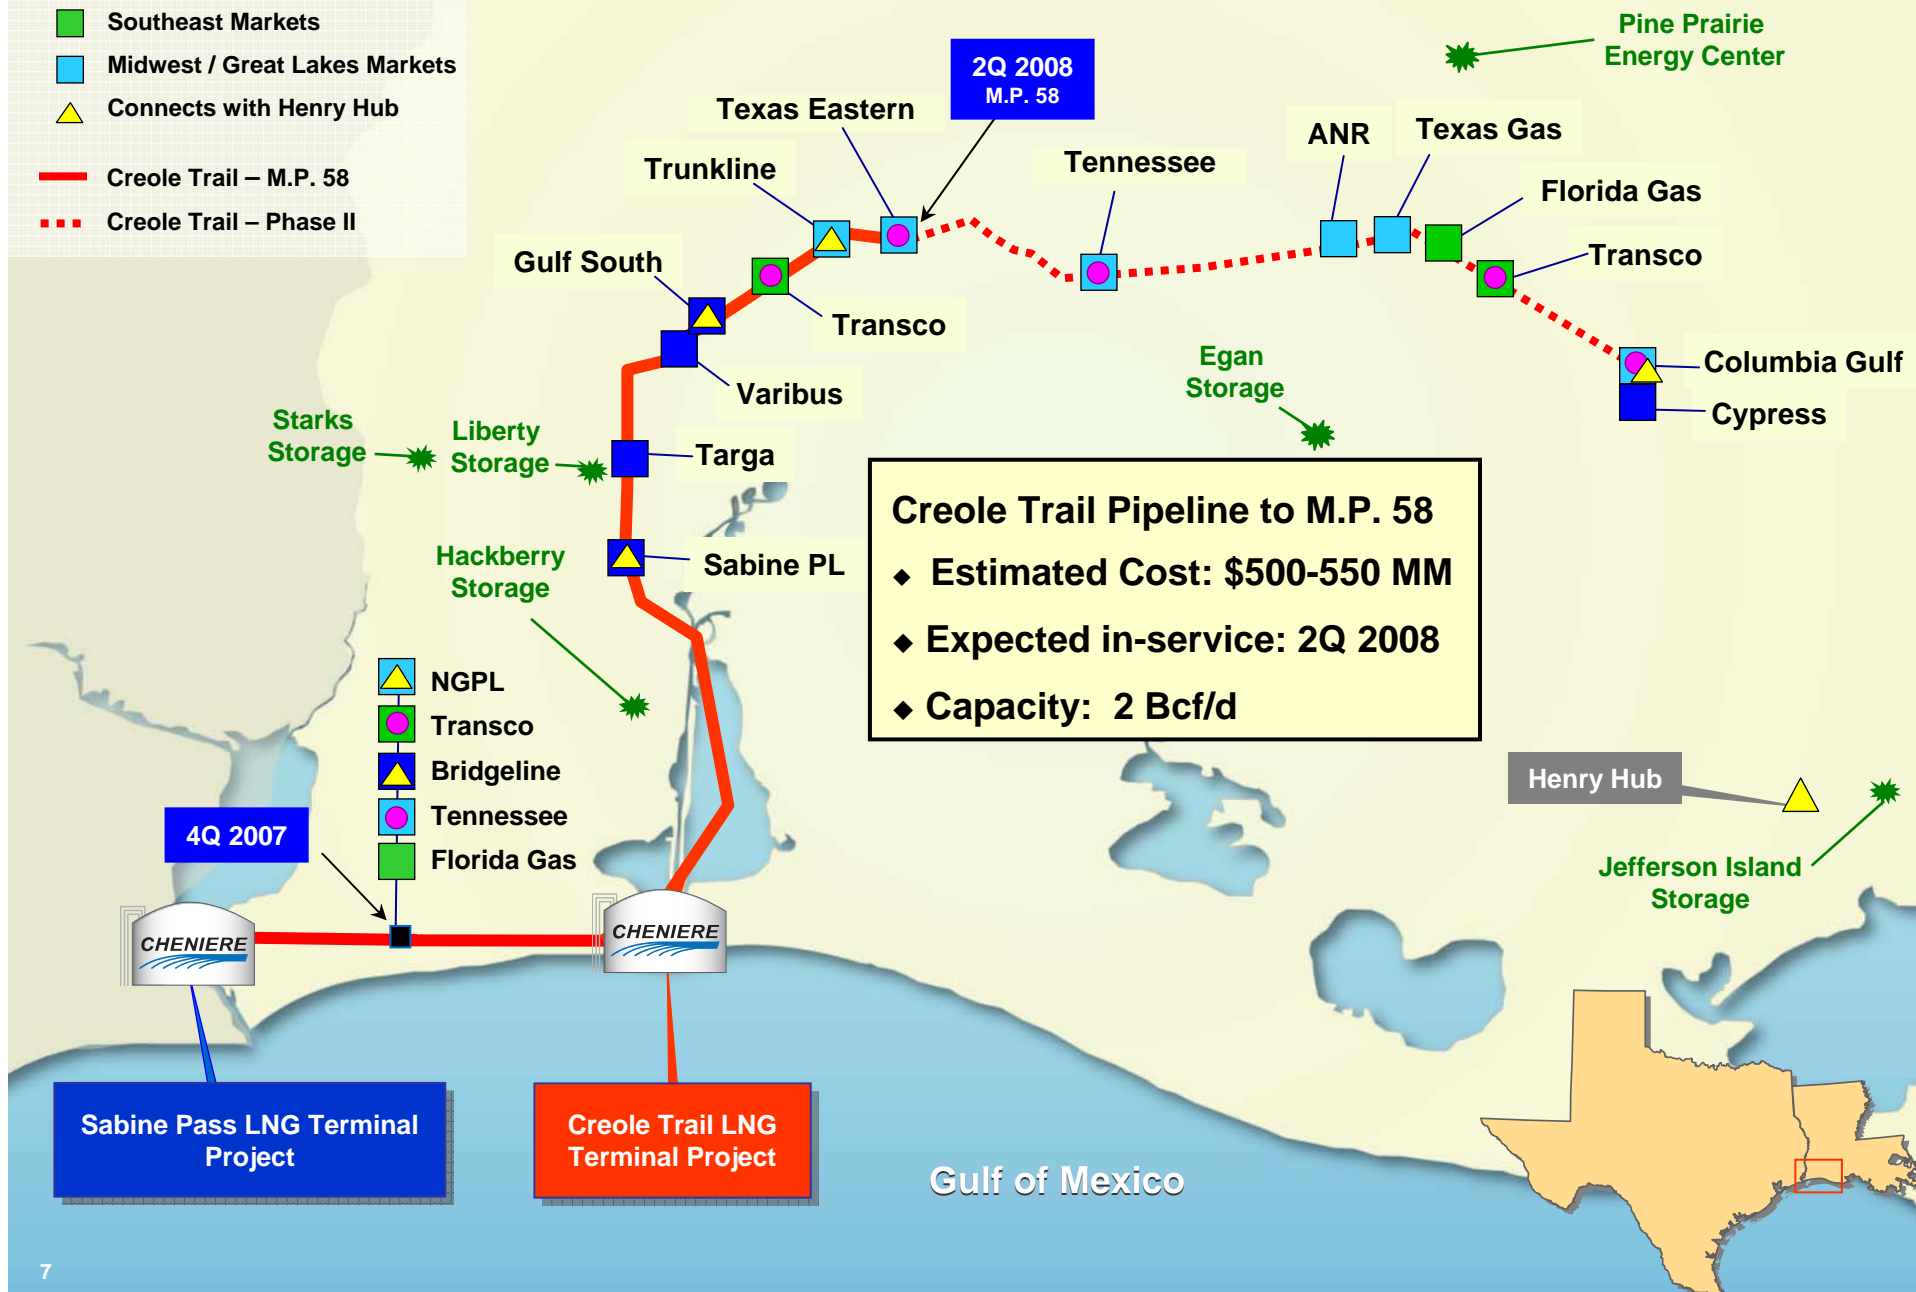 Southeast Markets
Midwest / Great Lakes Markets
Connects with Henry Hub
Creole Trail – M.P. 58
Creole Trail – Phase II
2Q 2008
M.P. 58
Pine Prairie
Energy Center
Texas Eastern
Trunkline
Tennessee
ANR
Texas Gas
Florida Gas
Transco
Gulf South
Transco
Varibus
Columbia Gulf
Cypress
Egan
Storage
Starks
Storage
Liberty
Storage
Targa
Hackberry
Storage
Sabine PL
Creole Trail Pipeline to M.P. 58
◆ Estimated Cost: $500-550 MM
◆ Expected in-service: 2Q 2008
◆ Capacity: 2 Bcf/d
NGPL
Transco
Bridgeline
Tennessee
Florida Gas
4Q 2007
Henry Hub
Jefferson Island
Storage
CHENIERE
CHENIERE
Sabine Pass LNG Terminal
Project
Creole Trail LNG
Terminal Project
Gulf of Mexico
7